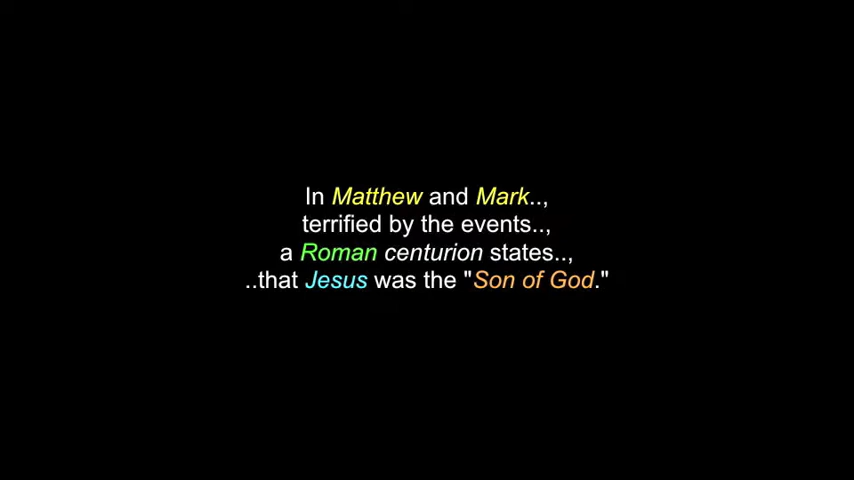 In Matthew and Mark..,
terrified by the events..,
a Roman centurion states..,
..that Jesus was the "Son of God."